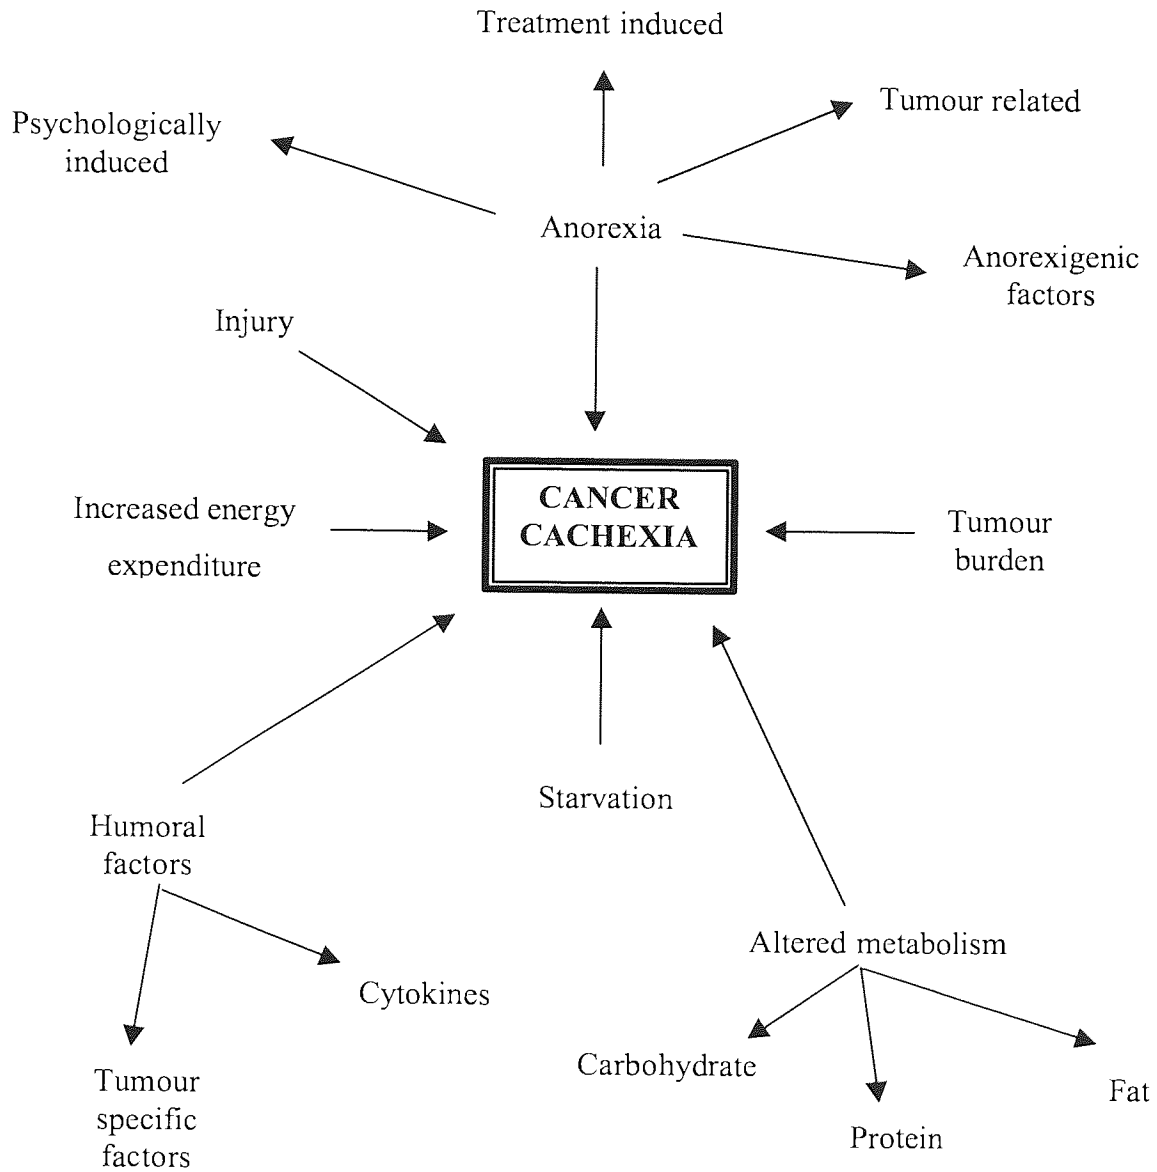 Treatment induced
Tumour related
Psychologically
induced
Anorexia
Anorexigenic
factors
Injury
CANCER
CACHEXIA
Increased energy
expenditure
Tumour
burden
Starvation
Humoral
factors
Altered metabolism
Cytokines
Carbohydrate
Fat
Tumour
specific
factors
Protein